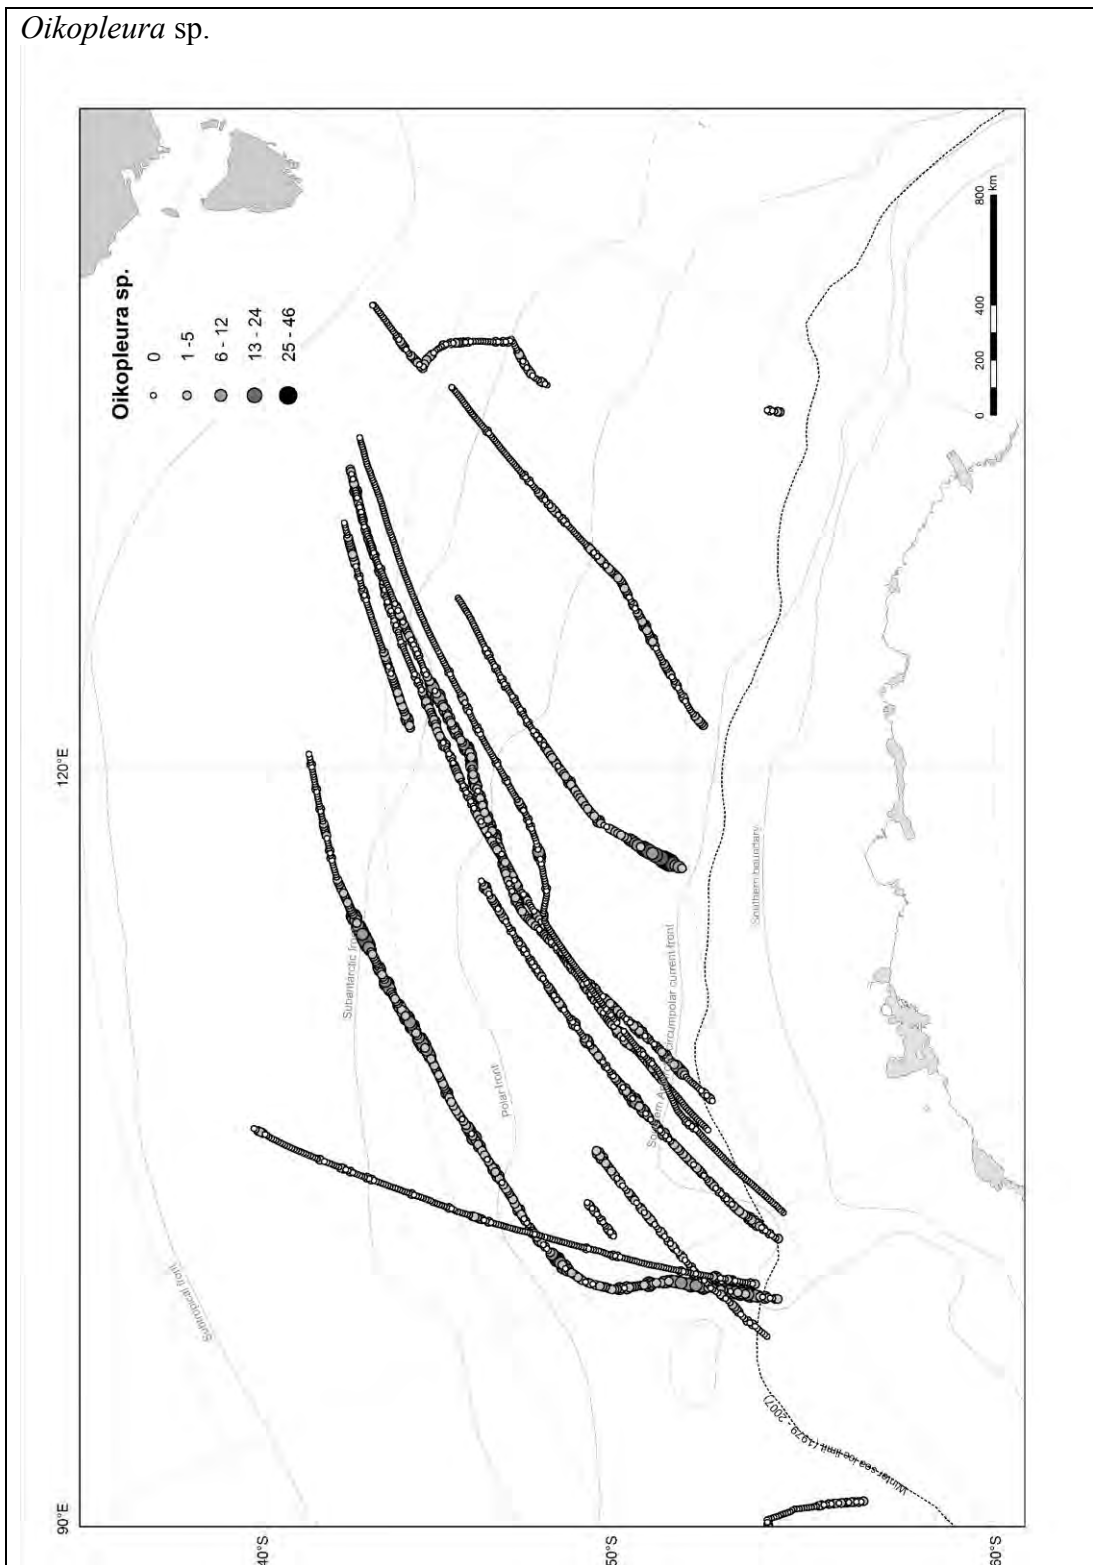 Oikopleura sp.
Oikopleura sp.
0
1 -5
6 - 12
13 - 24
25 - 46
0
200
400
800
km
120°E
90°E
40°S
50°S
60°S
Subtropical front
Subantarctic
Polar front
Southern
circumpolar current front
Southern boundary
Winter sea ice limit (1979 - 2007)